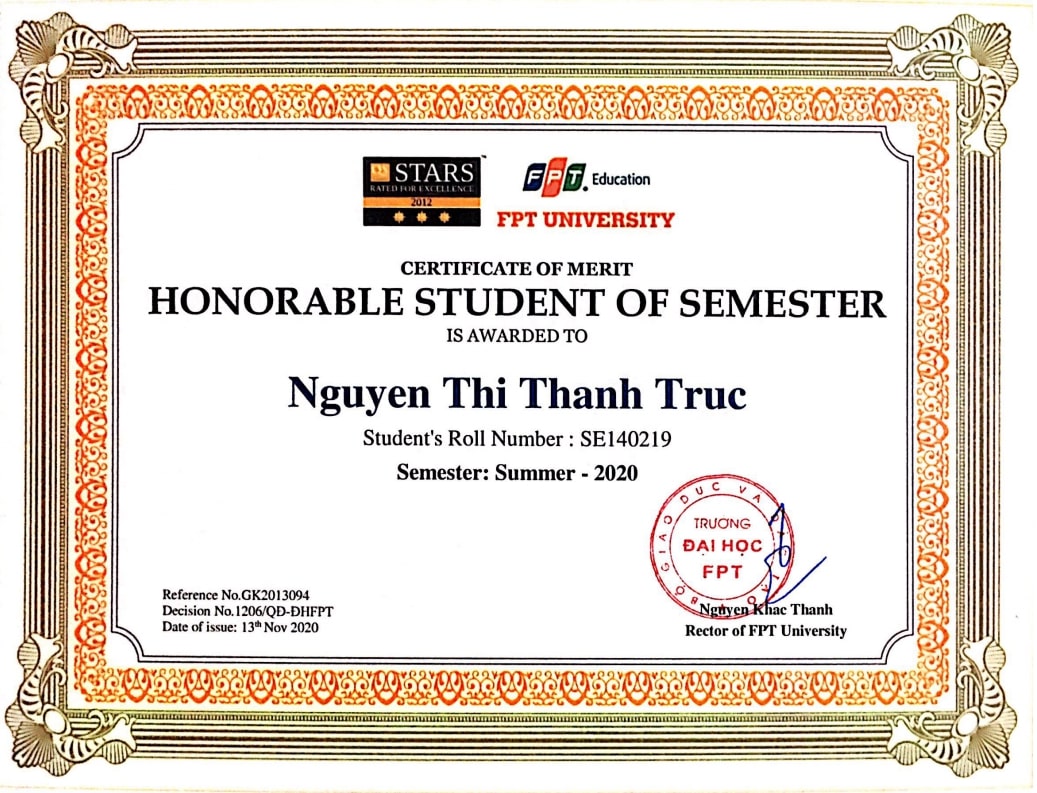 QS STARS™
RATED FOR EXCELLENCE
2012
FPT. Education
FPT UNIVERSITY
CERTIFICATE OF MERIT
HONORABLE STUDENT OF SEMESTER
IS AWARDED TO
Nguyen Thi Thanh Truc
Student's Roll Number : SE140219
Semester: Summer - 2020
BỘ GIÁO DỤC VÀ ĐÀO TẠO
TRƯỜNG
ĐẠI HỌC
FPT
Reference No.GK2013094
Decision No.1206/QĐ-ĐHFPT
Date of issue: 13th Nov 2020
Nguyen Khac Thanh
Rector of FPT University